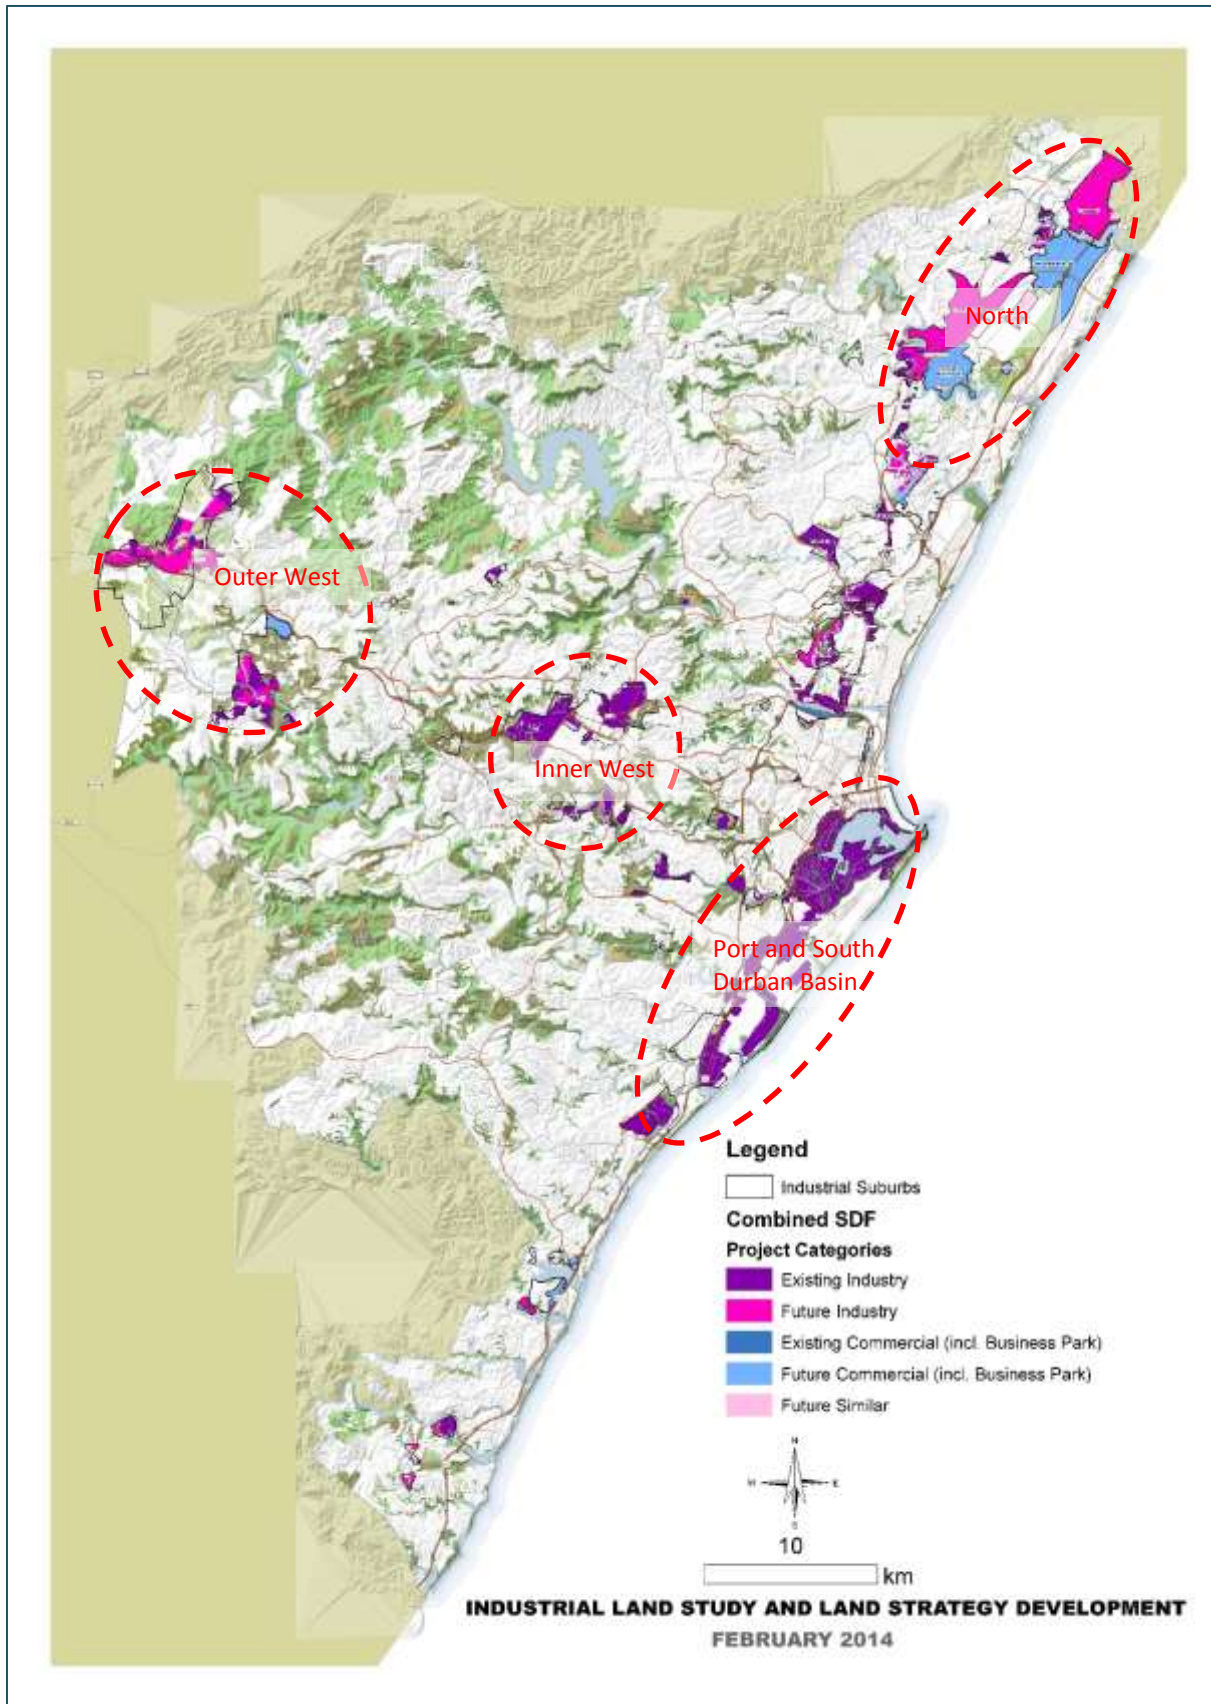 North
Outer West
Inner West
Port and South
Durban Basin
Legend
Industrial Suburbs
Combined SDF
Project Categories
Existing Industry
Future Industry
Existing Commercial (incl. Business Park)
Future Commercial (incl. Business Park)
Future Similar
N
E
S
10
km
INDUSTRIAL LAND STUDY AND LAND STRATEGY DEVELOPMENT
FEBRUARY 2014